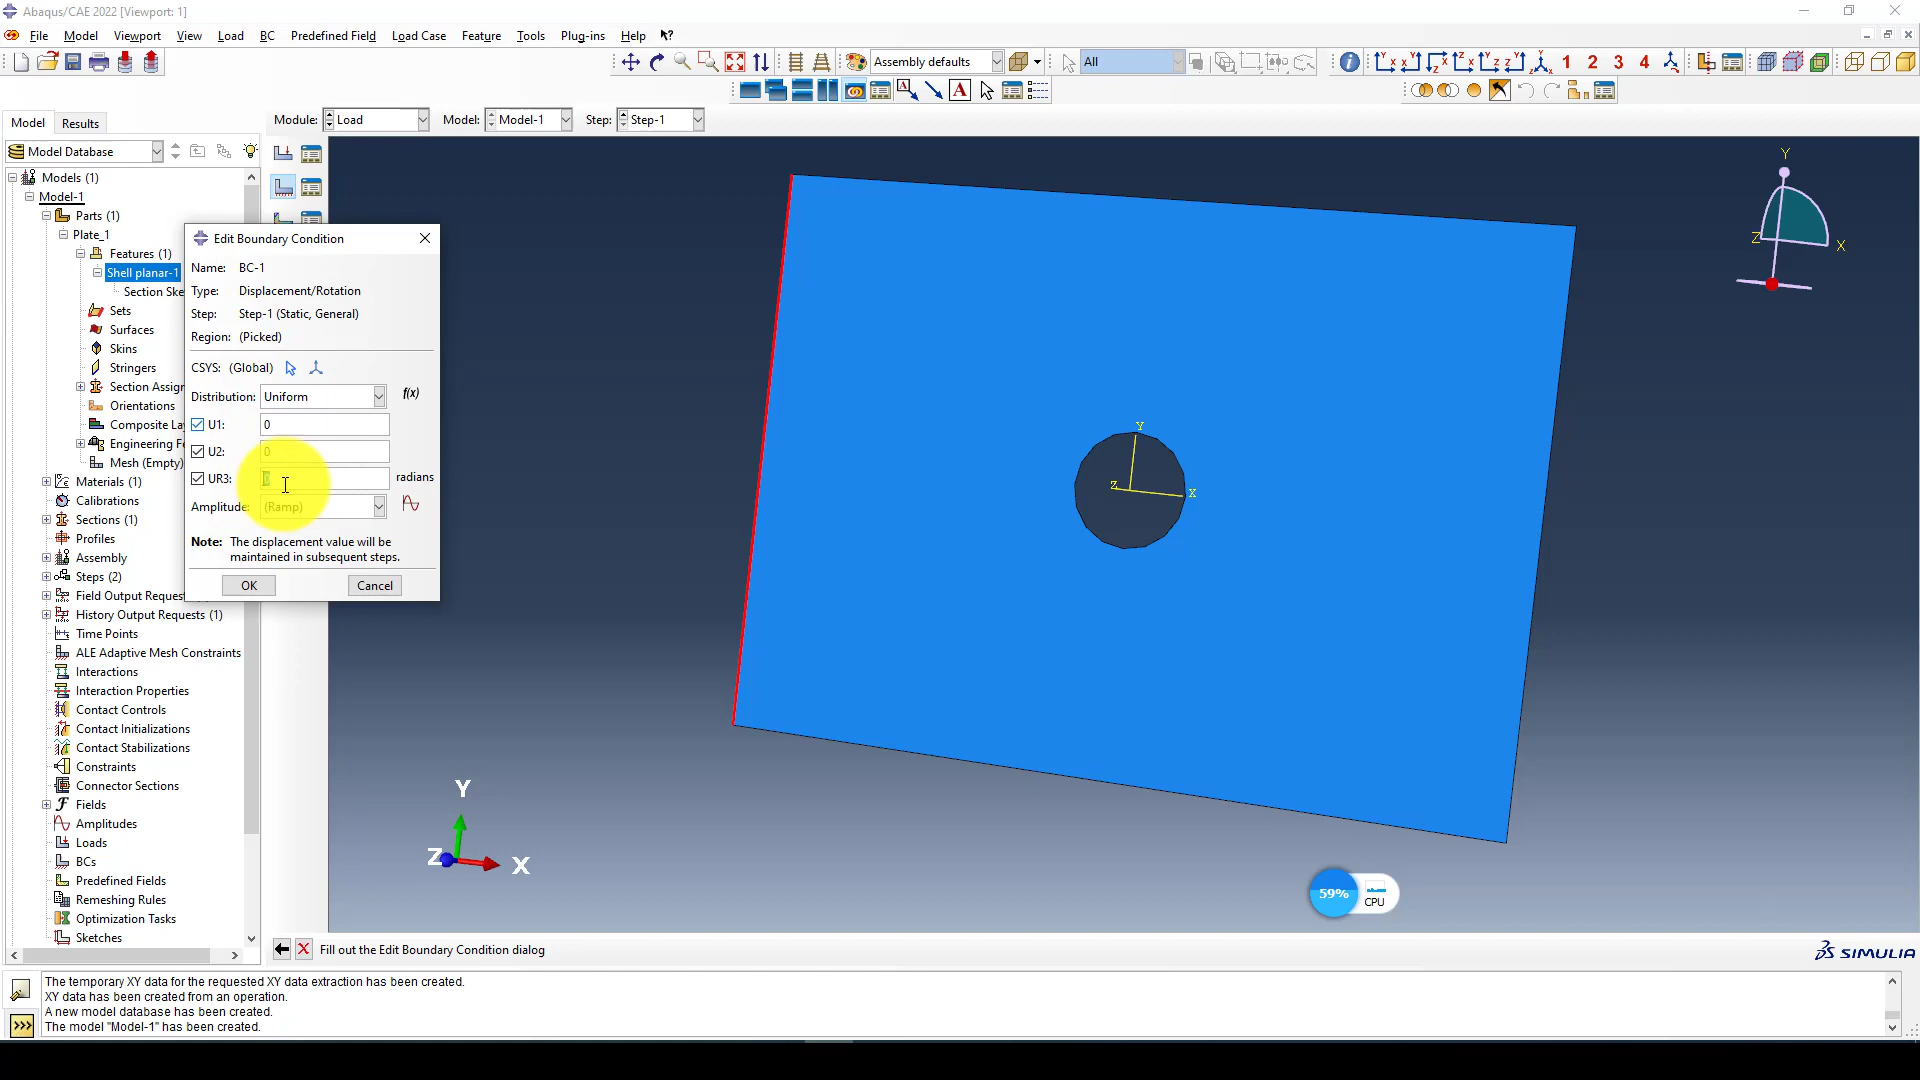 Abaqus/CAE 2022 [Viewport: 1]
File Model Viewport View Load BC Predefined Field Load Case Feature Tools Plug-ins Help
Assembly defaults
All
1 2 3 4
Model Results
Module: Load Model: Model-1 Step: Step-1
Model Database
Models (1)
Model-1
Parts (1)
Plate_1
Features (1)
Shell planar-1
Section Ske
Sets
Surfaces
Skins
Stringers
Section Assig
Orientations
Composite La
Engineering Fe
Mesh (Empty)
Materials (1)
Calibrations
Sections (1)
Profiles
Assembly
Steps (2)
Field Output Reques
History Output Requests (1)
Time Points
ALE Adaptive Mesh Constraints
Interactions
Interaction Properties
Contact Controls
Contact Initializations
Contact Stabilizations
Constraints
Connector Sections
Fields
Amplitudes
Loads
BCs
Predefined Fields
Remeshing Rules
Optimization Tasks
Sketches
Edit Boundary Condition
Name: BC-1
Type: Displacement/Rotation
Step: Step-1 (Static, General)
Region: (Picked)
CSYS: (Global)
Distribution: Uniform f(x)
U1: 0
U2: 0
UR3: 0 radians
Amplitude: (Ramp)
Note: The displacement value will be
maintained in subsequent steps.
OK Cancel
Y
Z X
Y
Z X
Y
Z X
59% CPU
Fill out the Edit Boundary Condition dialog
SIMULIA
The temporary XY data for the requested XY data extraction has been created.
XY data has been created from an operation.
A new model database has been created.
The model "Model-1" has been created.